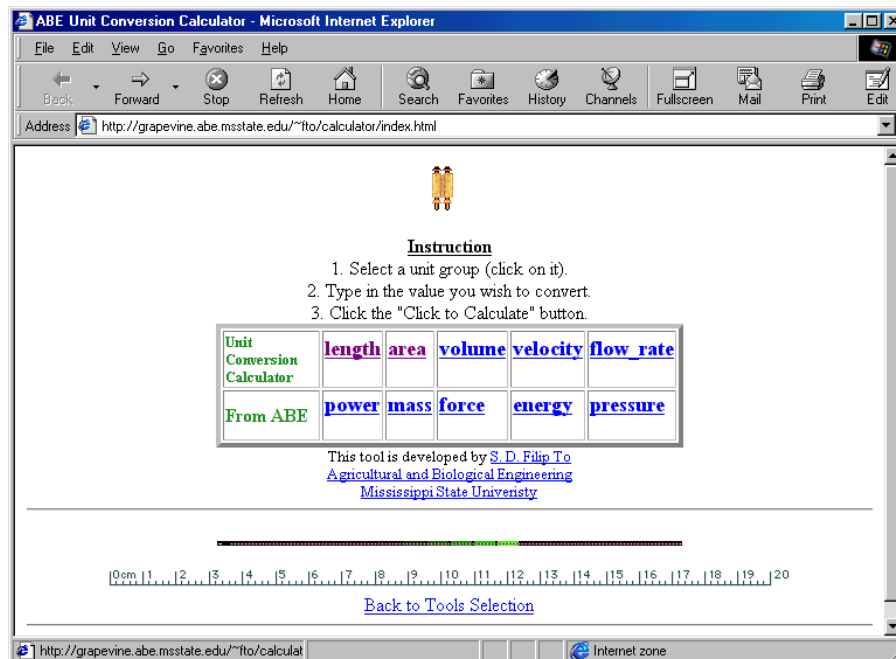 ABE Unit Conversion Calculator - Microsoft Internet Explorer
File Edit View Go Favorites Help
Back Forward Stop Refresh Home Search Favorites History Channels Fullscreen Mail Print Edit
Address http://grapevine.abe.msstate.edu/~fto/calculator/index.html
Instruction
1. Select a unit group (click on it).
2. Type in the value you wish to convert.
3. Click the "Click to Calculate" button.
Unit Conversion Calculator length area volume velocity flow_rate
From ABE power mass force energy pressure
This tool is developed by S. D. Filip To
Agricultural and Biological Engineering
Mississippi State Univeristy
0cm 1 2 3 4 5 6 7 8 9 10 11 12 13 14 15 16 17 18 19 20
Back to Tools Selection
http://grapevine.abe.msstate.edu/~fto/calculat Internet zone